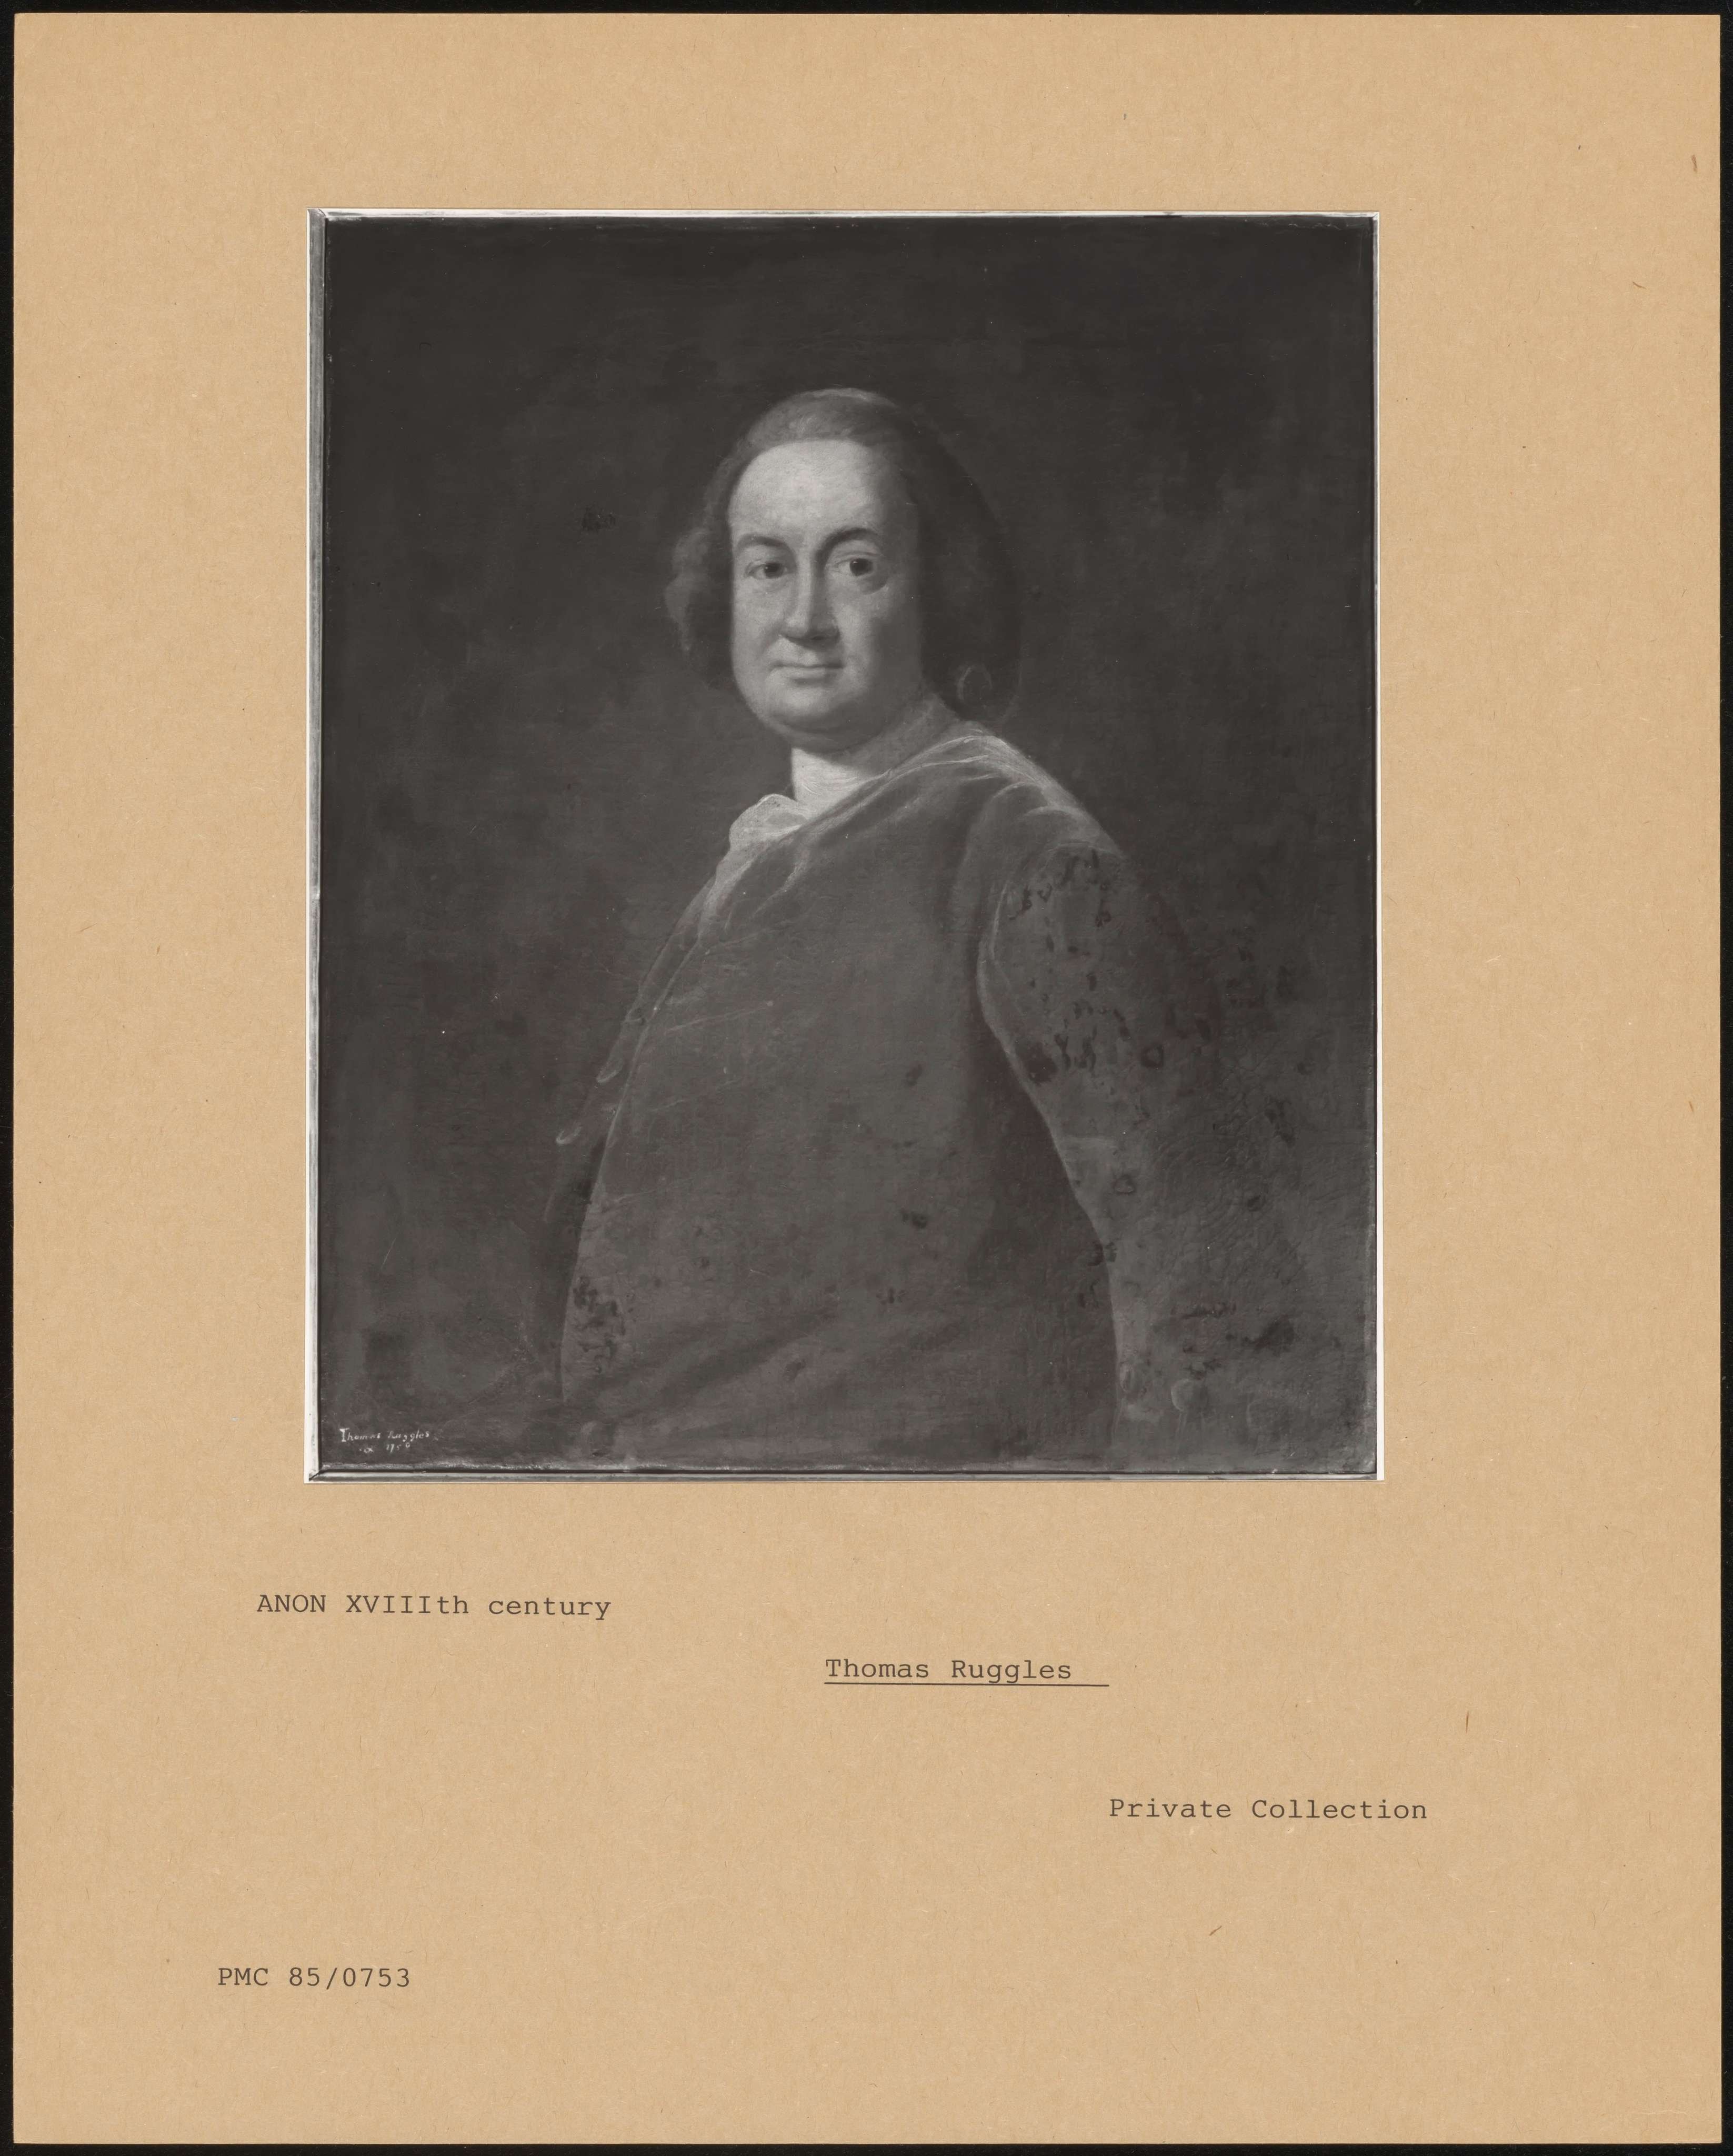 Thomas Ruggles
ANON XVIIIth century
Thomas Ruggles
Private Collection
PMC 85/0753